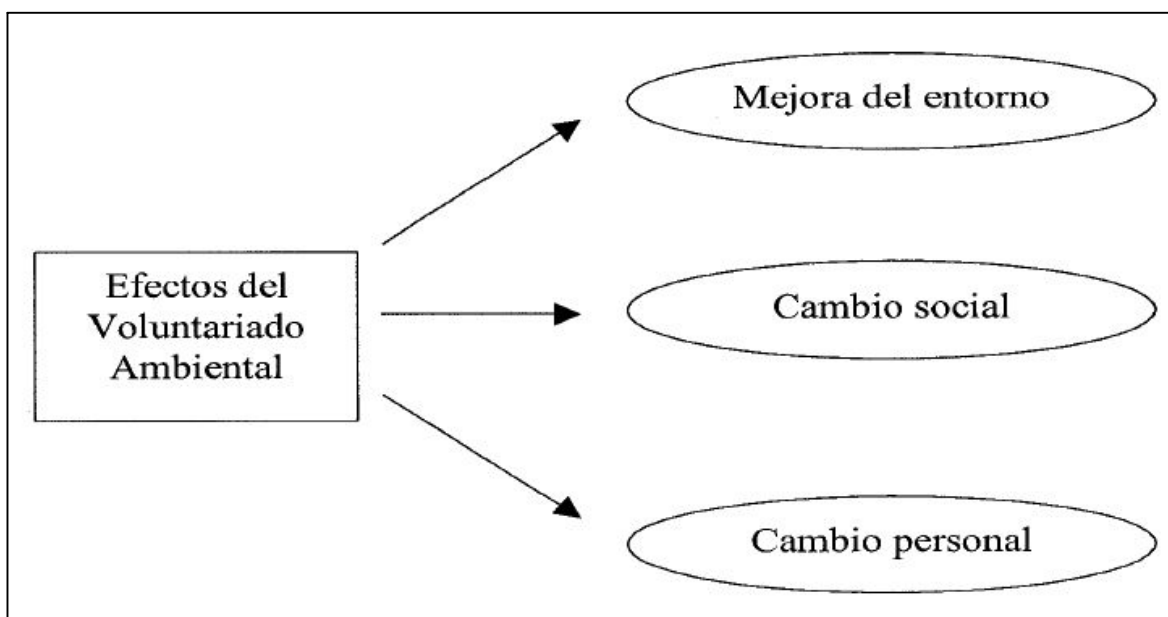 Mejora del entorno
Efectos del
Voluntariado
Ambiental
Cambio social
Cambio personal